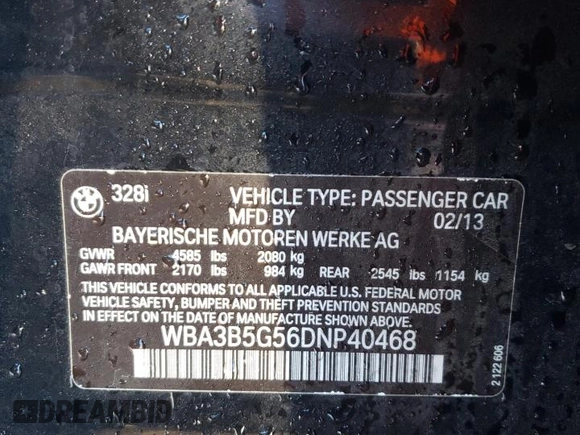 BMW
328i
VEHICLE TYPE: PASSENGER CAR
MFD BY 02/13
BAYERISCHE MOTOREN WERKE AG
GVWR 4585 lbs 2080 kg
GAWR FRONT 2170 lbs 984 kg REAR 2545 lbs 1154 kg
THIS VEHICLE CONFORMS TO ALL APPLICABLE U.S. FEDERAL MOTOR
VEHICLE SAFETY, BUMPER AND THEFT PREVENTION STANDARDS
IN EFFECT ON THE DATE OF MANUFACTURE SHOWN ABOVE.
WBA3B5G56DNP40468
2 122 606
DREAMBID